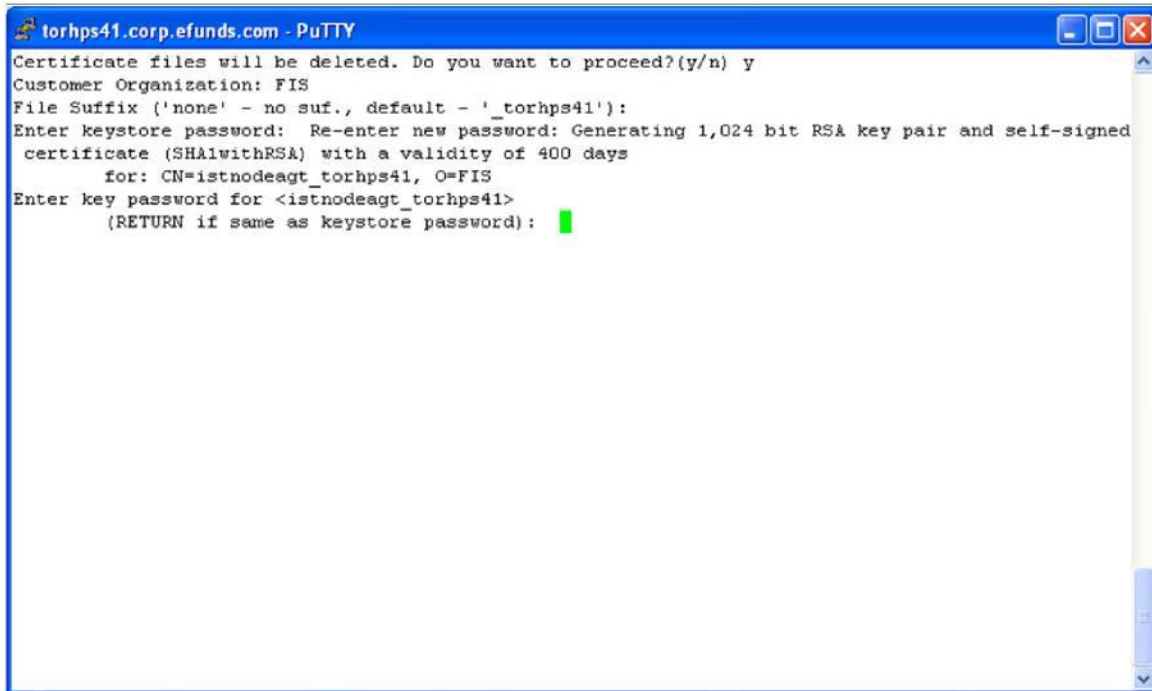 torhps41.corp.efunds.com - PuTTY
Certificate files will be deleted. Do you want to proceed?(y/n) y
Customer Organization: FIS
File Suffix ('none' - no suf., default - '_torhps41'):
Enter keystore password:  Re-enter new password: Generating 1,024 bit RSA key pair and self-signed
certificate (SHA1withRSA) with a validity of 400 days
for: CN=istnodeagt_torhps41, O=FIS
Enter key password for <istnodeagt_torhps41>
(RETURN if same as keystore password):